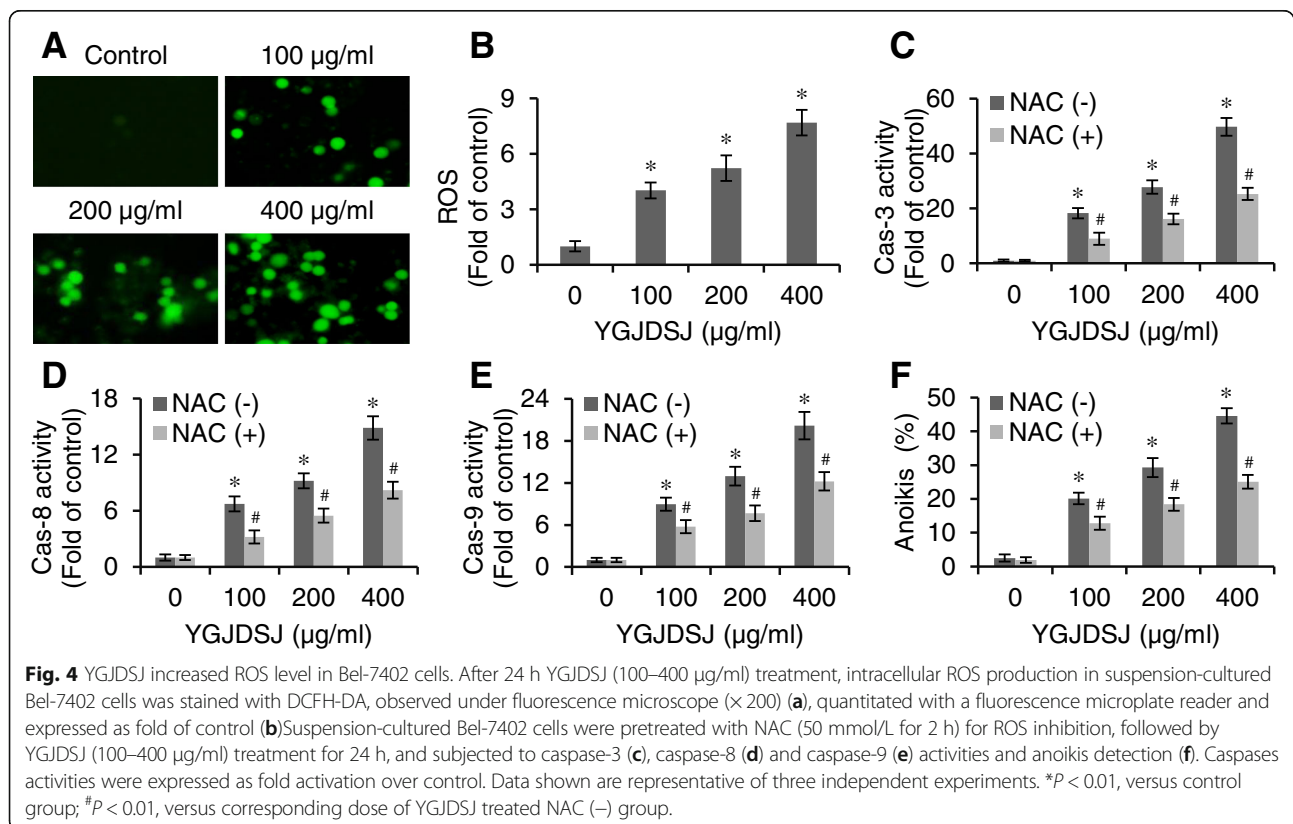 A
Control
100 µg/ml
200 µg/ml
400 µg/ml
B
ROS
(Fold of control)
9
6
3
0
*
*
*
0 100 200 400
YGJDSJ (µg/ml)
C
Cas-3 activity
(Fold of control)
60
40
20
0
NAC (-)
NAC (+)
*
#
*
#
*
#
0 100 200 400
YGJDSJ (µg/ml)
D
Cas-8 activity
(Fold of control)
18
12
6
0
NAC (-)
NAC (+)
*
#
*
#
*
#
0 100 200 400
YGJDSJ (µg/ml)
E
Cas-9 activity
(Fold of control)
24
18
12
6
0
NAC (-)
NAC (+)
*
#
*
#
*
#
0 100 200 400
YGJDSJ (µg/ml)
F
Anoikis (%)
50
40
30
20
10
0
NAC (-)
NAC (+)
*
#
*
#
*
#
0 100 200 400
YGJDSJ (µg/ml)
Fig. 4 YGJDSJ increased ROS level in Bel-7402 cells. After 24 h YGJDSJ (100–400 µg/ml) treatment, intracellular ROS production in suspension-cultured
Bel-7402 cells was stained with DCFH-DA, observed under fluorescence microscope (× 200) (a), quantitated with a fluorescence microplate reader and
expressed as fold of control (b)Suspension-cultured Bel-7402 cells were pretreated with NAC (50 mmol/L for 2 h) for ROS inhibition, followed by
YGJDSJ (100–400 µg/ml) treatment for 24 h, and subjected to caspase-3 (c), caspase-8 (d) and caspase-9 (e) activities and anoikis detection (f). Caspases
activities were expressed as fold activation over control. Data shown are representative of three independent experiments. *P < 0.01, versus control
group; #P < 0.01, versus corresponding dose of YGJDSJ treated NAC (−) group.